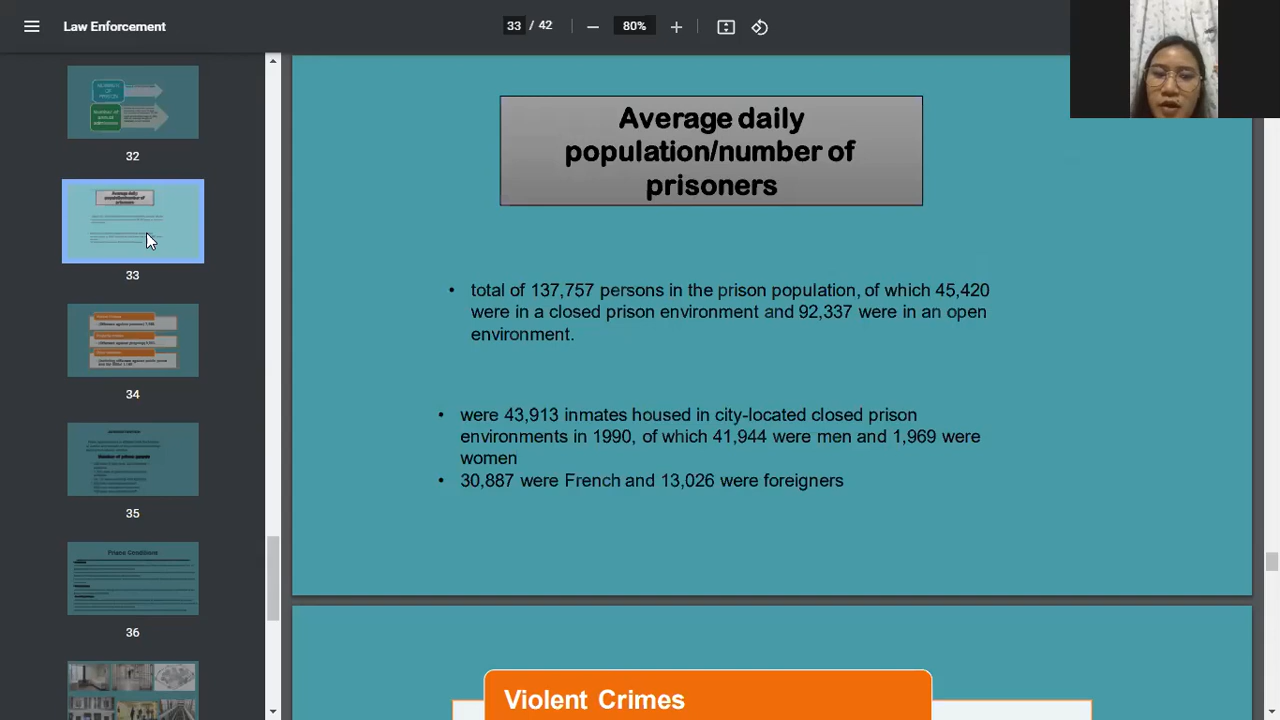 Law Enforcement
33 / 42
80%
32
33
34
35
Prison Conditions
36
Average daily
population/number of
prisoners
• total of 137,757 persons in the prison population, of which 45,420
were in a closed prison environment and 92,337 were in an open
environment.
• were 43,913 inmates housed in city-located closed prison
environments in 1990, of which 41,944 were men and 1,969 were
women
• 30,887 were French and 13,026 were foreigners
Violent Crimes